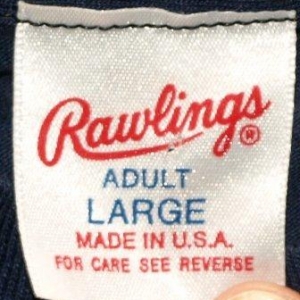 Rawlings®
ADULT
LARGE
MADE IN U.S.A.
FOR CARE SEE REVERSE